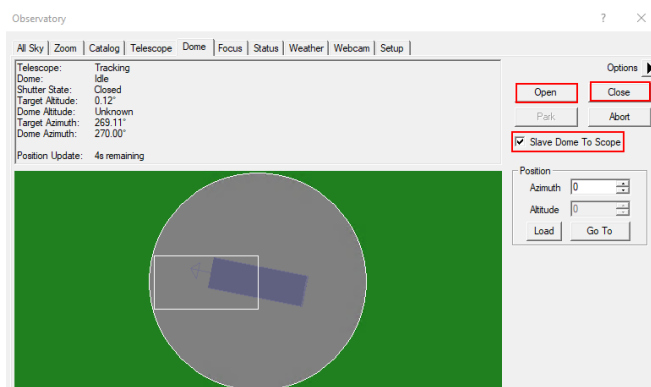 Observatory ? ×
All Sky Zoom Catalog Telescope Dome Focus Status Weather Webcam Setup
Telescope: Tracking
Dome: Idle
Shutter State: Closed
Target Altitude: 0.12°
Dome Altitude: Unknown
Target Azimuth: 269.11°
Dome Azimuth: 270.00°
Position Update: 4s remaining
Options
Open Close
Park Abort
Slave Dome To Scope
Position
Azimuth 0
Altitude 0
Load Go To